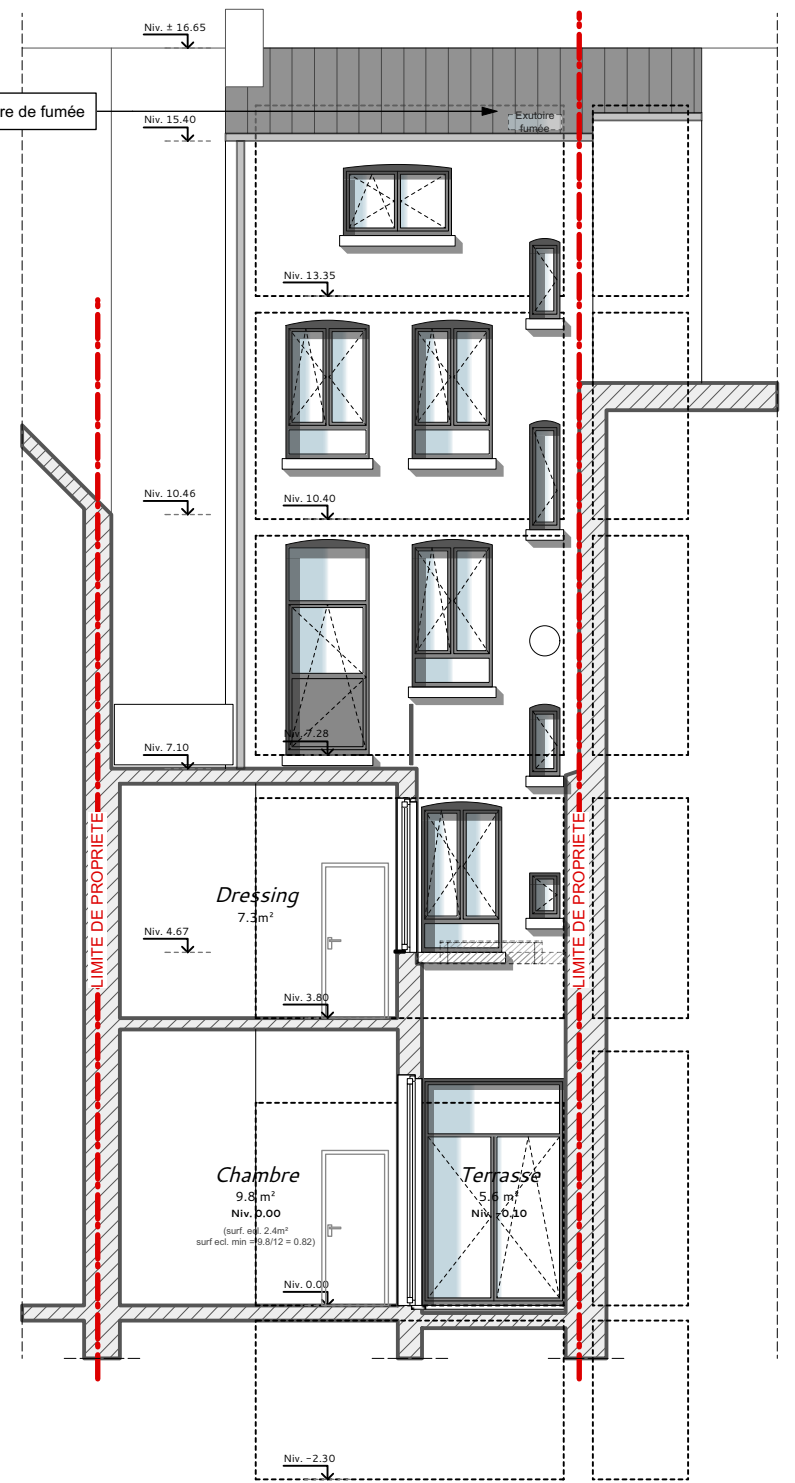 Niv. ± 16.65
re de fumée
Exutoire
fumée
Niv. 15.40
Niv. 13.35
Niv. 10.46
Niv. 10.40
Niv. 7.28
Niv. 7.10
LIMITE DE PROPRIETE
LIMITE DE PROPRIETE
Dressing
7.3m²
Niv. 4.67
Niv. 3.80
Chambre
9.8 m²
Niv. 0.00
(surf. ecl. 2.4m²
surf ecl. min = 9.8/12 = 0.82)
Terrasse
5.6 m²
Niv. -0.10
Niv. 0.00
Niv. -2.30